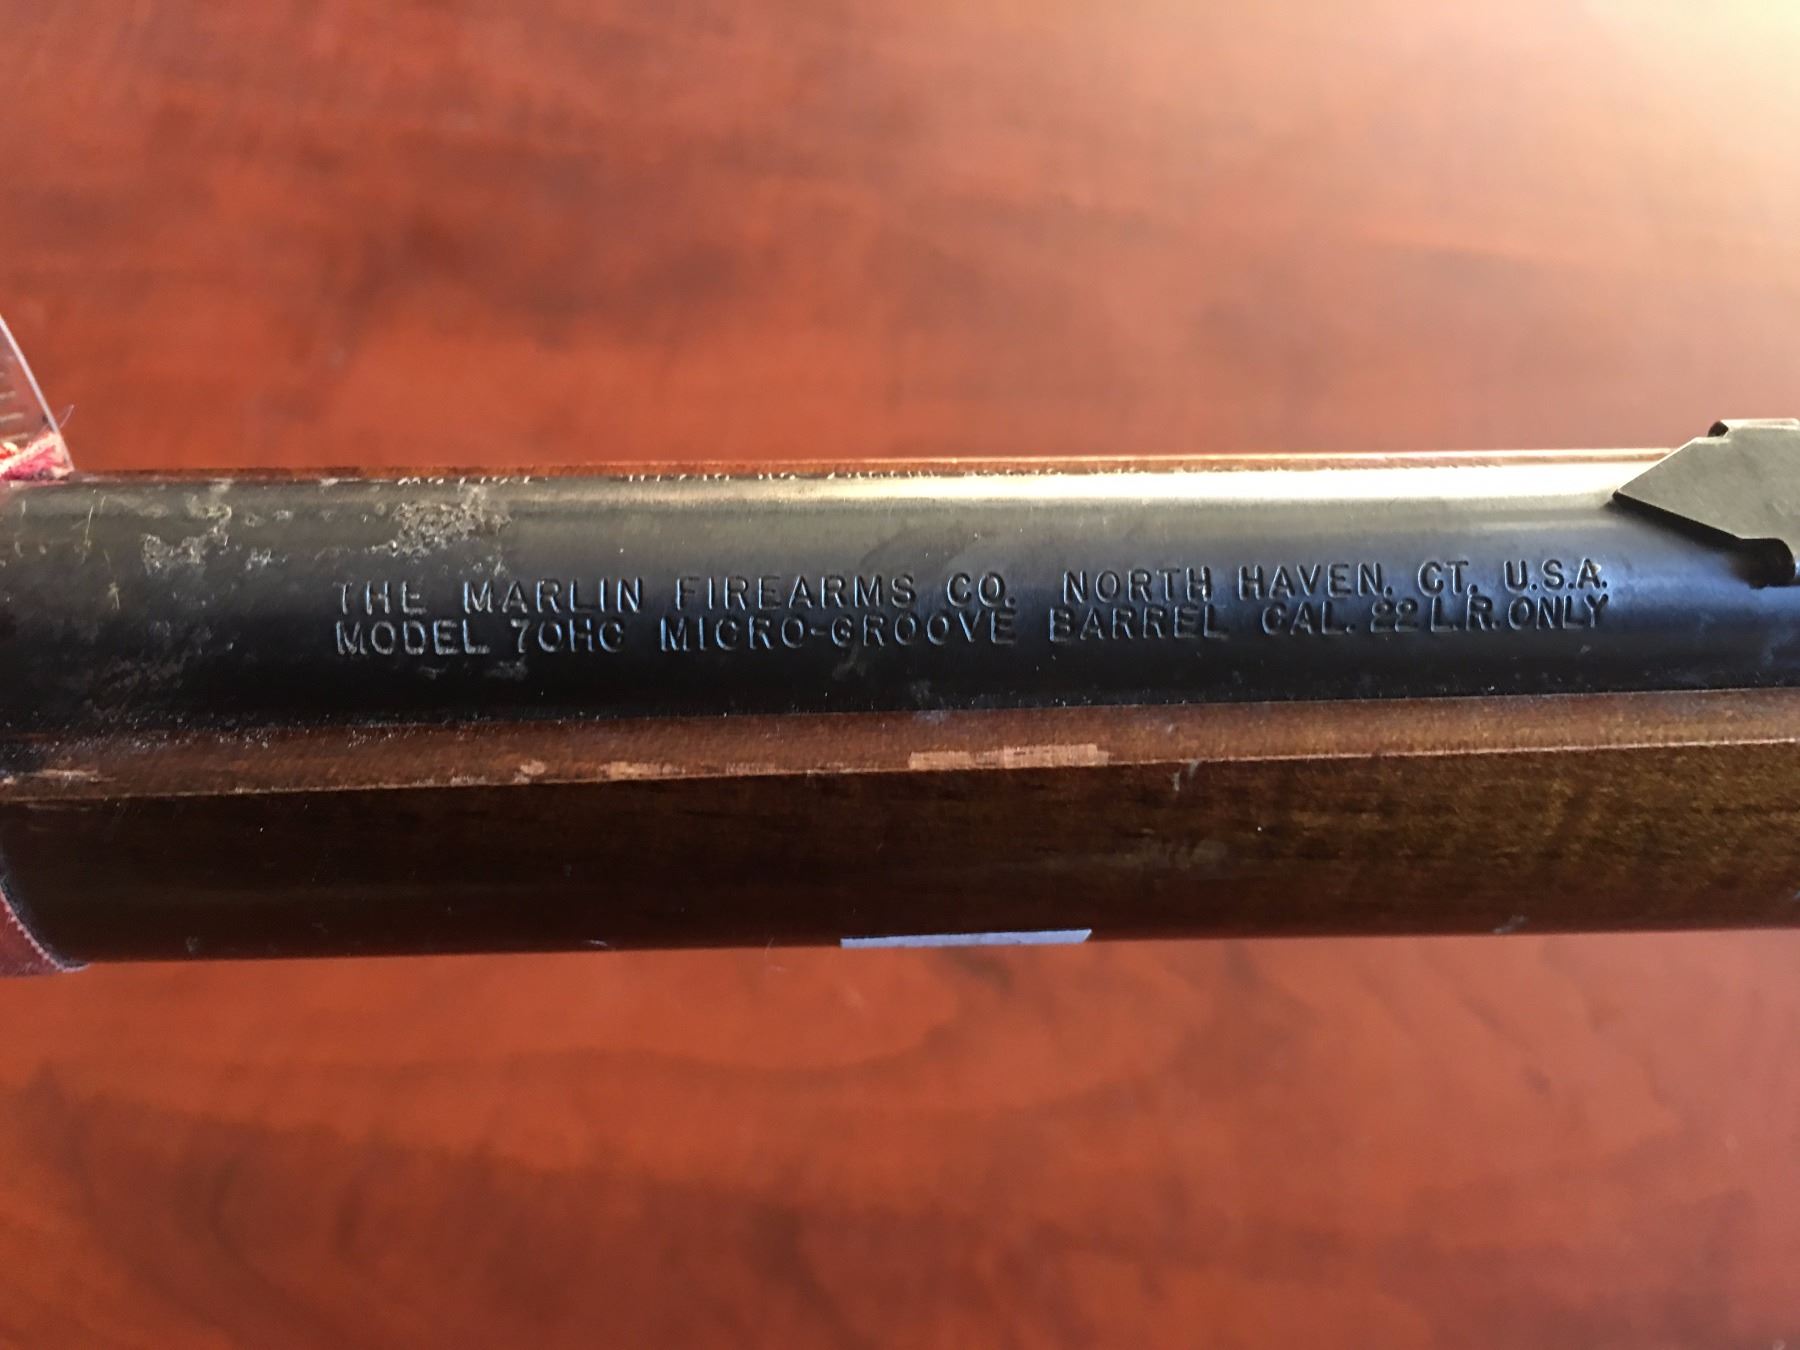 THE MARLIN FIREARMS CO. NORTH HAVEN, CT. U.S.A.
MODEL 70HC MICRO-GROOVE BARREL CAL. 22 L.R. ONLY